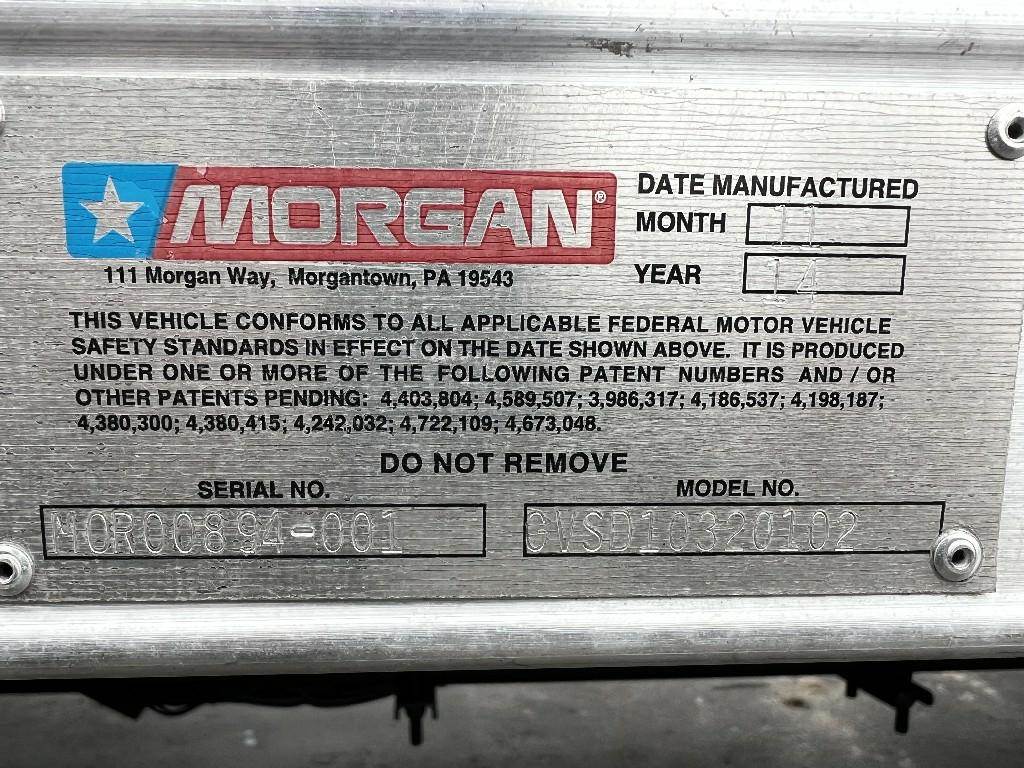 MORGAN®
111 Morgan Way, Morgantown, PA 19543
DATE MANUFACTURED
MONTH 11
YEAR 14
THIS VEHICLE CONFORMS TO ALL APPLICABLE FEDERAL MOTOR VEHICLE
SAFETY STANDARDS IN EFFECT ON THE DATE SHOWN ABOVE. IT IS PRODUCED
UNDER ONE OR MORE OF THE FOLLOWING PATENT NUMBERS AND / OR
OTHER PATENTS PENDING: 4,403,804; 4,589,507; 3,986,317; 4,186,537; 4,198,187;
4,380,300; 4,380,415; 4,242,032; 4,722,109; 4,673,048.
DO NOT REMOVE
SERIAL NO.
MODEL NO.